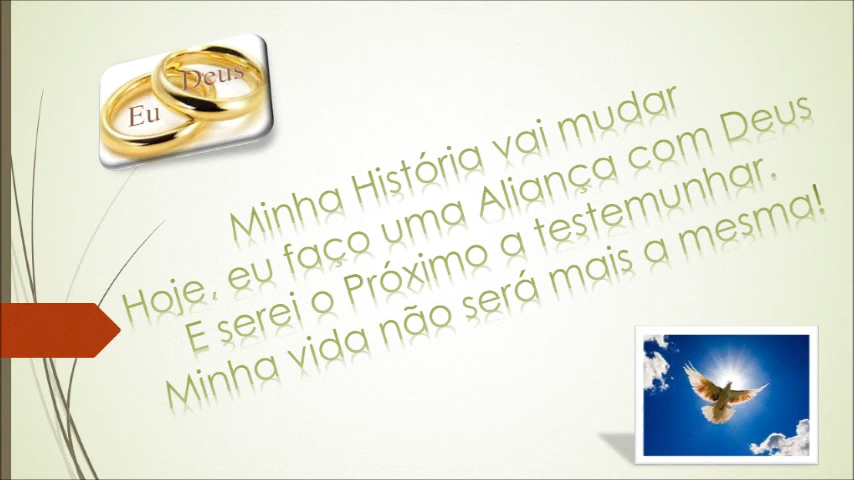 Eu Deus
Minha História vai mudar
Hoje, eu faço uma Aliança com Deus
E serei o Próximo a testemunhar.
Minha vida não será mais a mesma!